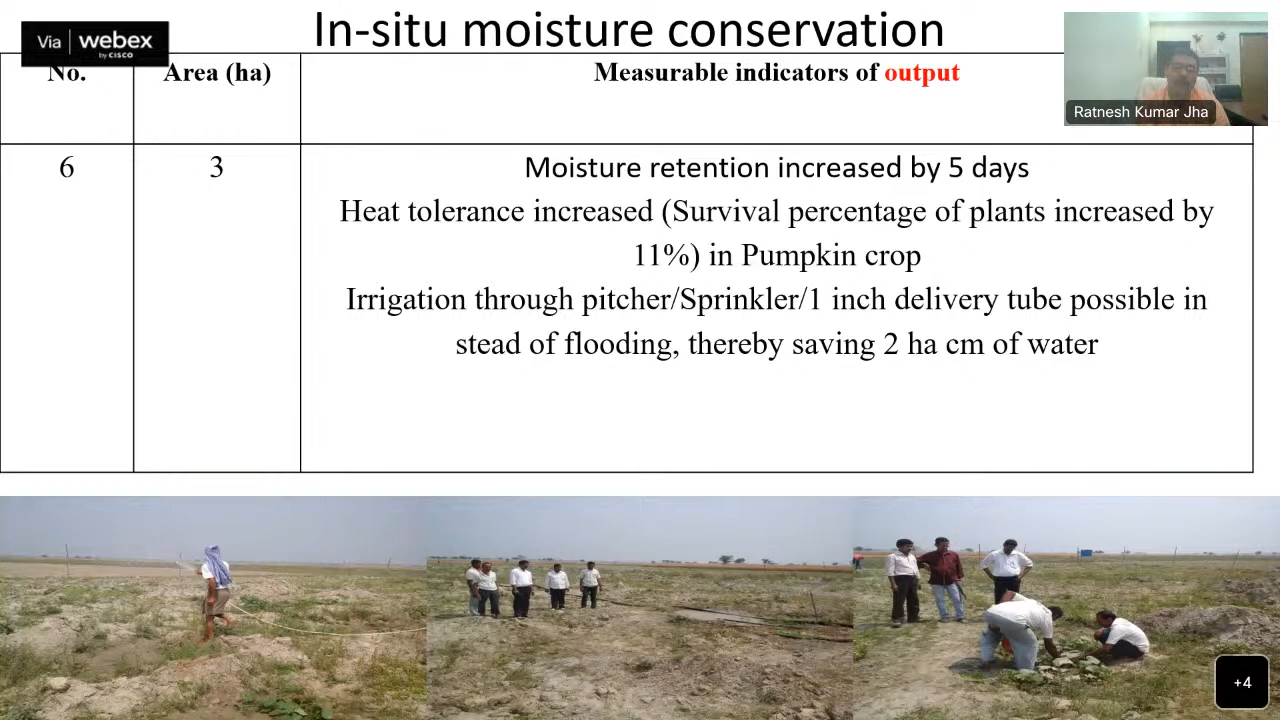 In-situ moisture conservation
Via webex
by CISCO
No. Area (ha) Measurable indicators of output
Ratnesh Kumar Jha
6 3 Moisture retention increased by 5 days
Heat tolerance increased (Survival percentage of plants increased by
11%) in Pumpkin crop
Irrigation through pitcher/Sprinkler/1 inch delivery tube possible in
stead of flooding, thereby saving 2 ha cm of water
+4